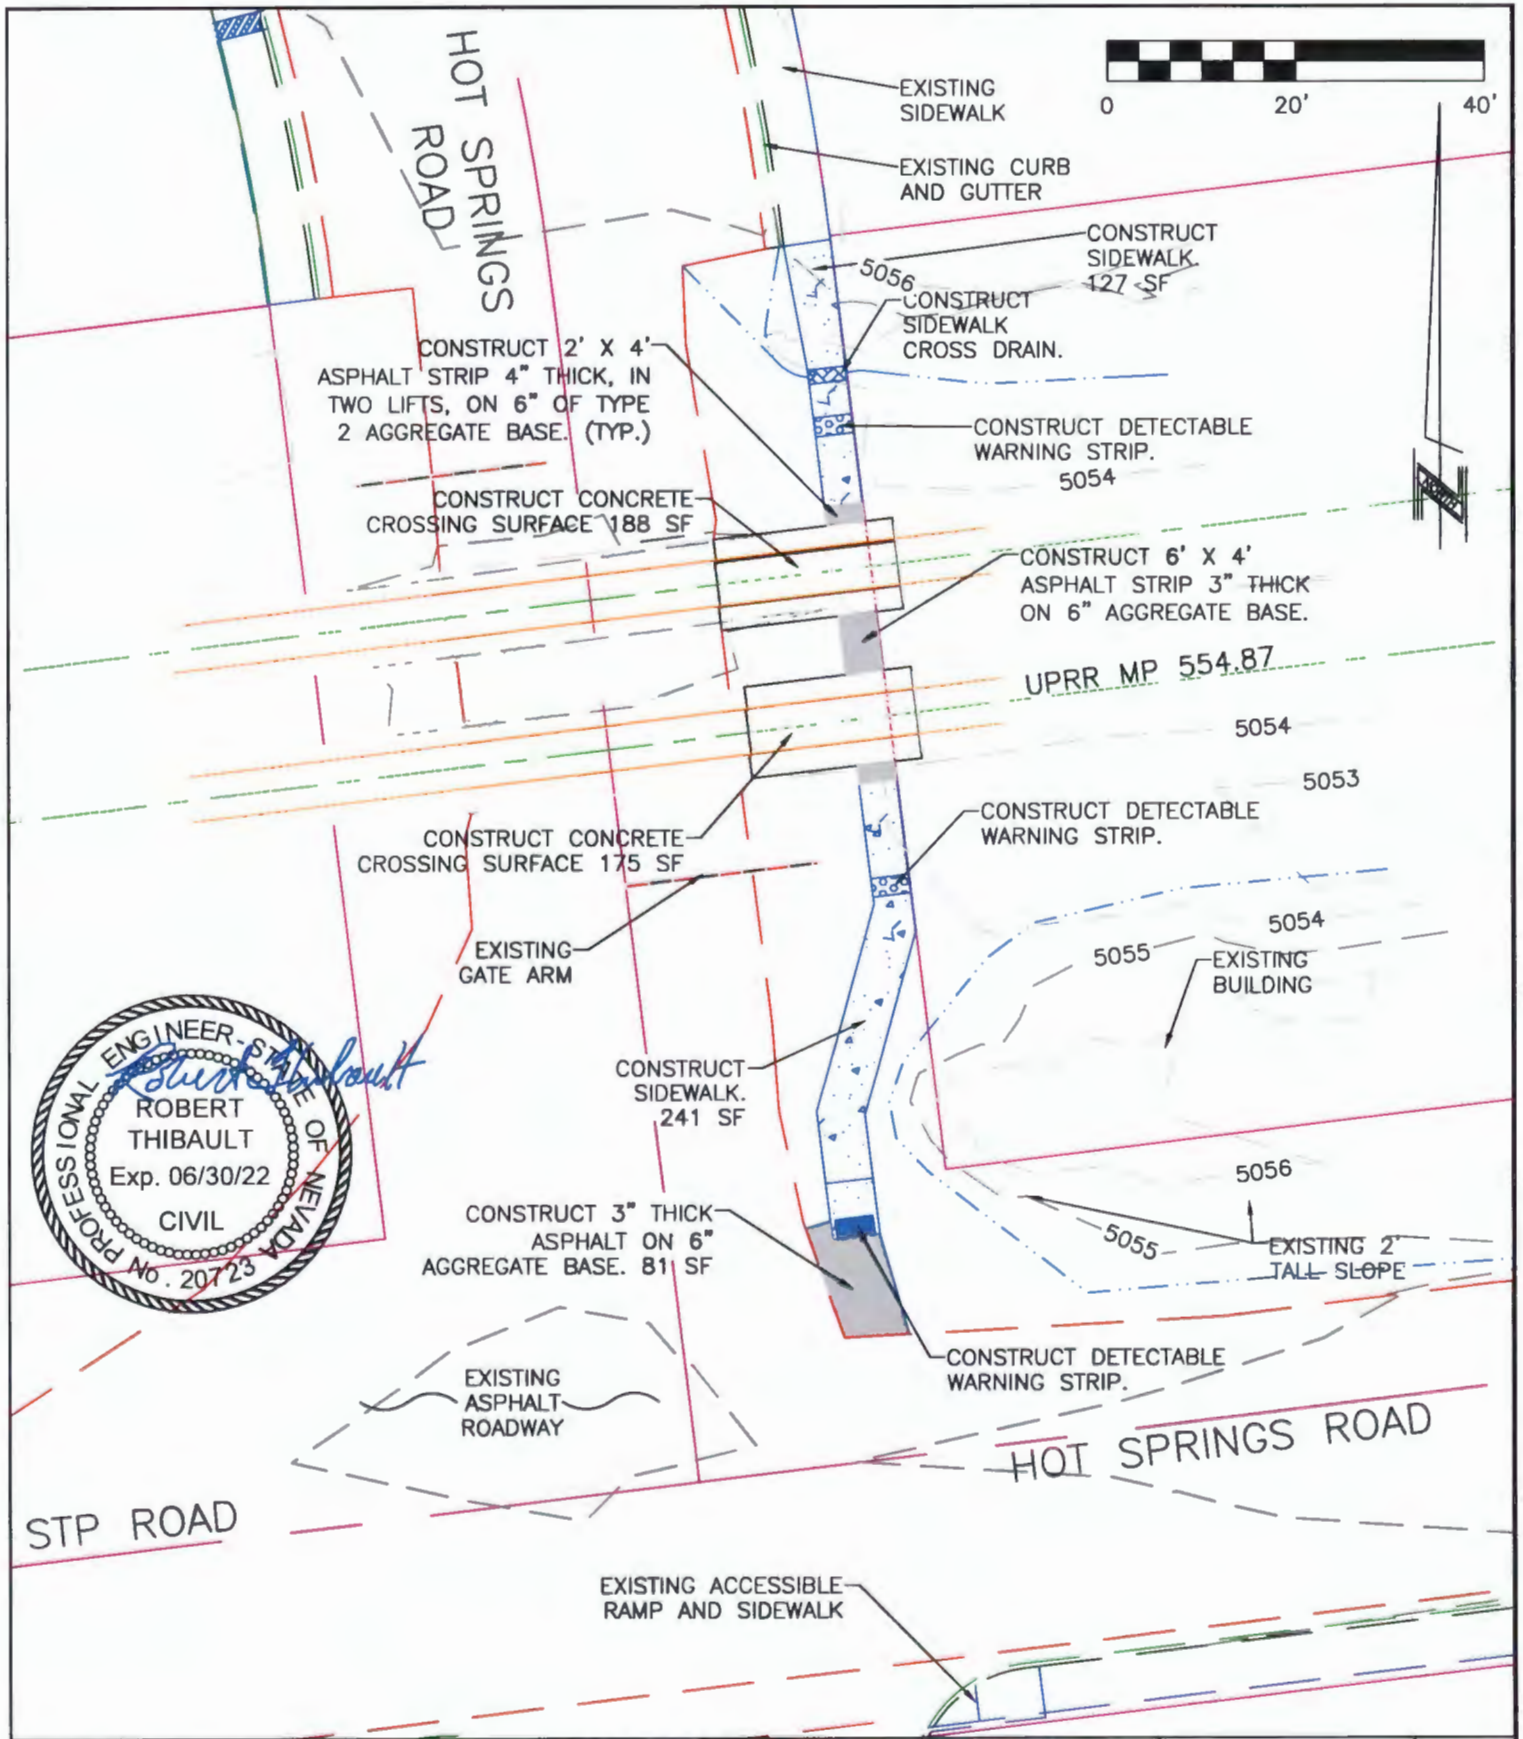 HOT SPRINGS
ROAD
EXISTING
SIDEWALK
0 20' 40'
EXISTING CURB
AND GUTTER
CONSTRUCT
SIDEWALK.
127 SF
5056
CONSTRUCT
SIDEWALK
CROSS DRAIN.
CONSTRUCT 2' X 4'
ASPHALT STRIP 4" THICK, IN
TWO LIFTS, ON 6" OF TYPE
2 AGGREGATE BASE. (TYP.)
CONSTRUCT DETECTABLE
WARNING STRIP.
5054
NORTH
CONSTRUCT CONCRETE
CROSSING SURFACE 188 SF
CONSTRUCT 6' X 4'
ASPHALT STRIP 3" THICK
ON 6" AGGREGATE BASE.
UPRR MP 554.87
5054
5053
CONSTRUCT CONCRETE
CROSSING SURFACE 175 SF
CONSTRUCT DETECTABLE
WARNING STRIP.
EXISTING
GATE ARM
5054
5055
EXISTING
BUILDING
PROFESSIONAL ENGINEER-STATE OF NEVADA
Robert Thibault
ROBERT
THIBAULT
Exp. 06/30/22
CIVIL
No. 20723
CONSTRUCT
SIDEWALK.
241 SF
5056
CONSTRUCT 3" THICK
ASPHALT ON 6"
AGGREGATE BASE. 81 SF
5055
EXISTING 2'
TALL SLOPE
CONSTRUCT DETECTABLE
WARNING STRIP.
EXISTING
ASPHALT
ROADWAY
HOT SPRINGS ROAD
STP ROAD
EXISTING ACCESSIBLE
RAMP AND SIDEWALK